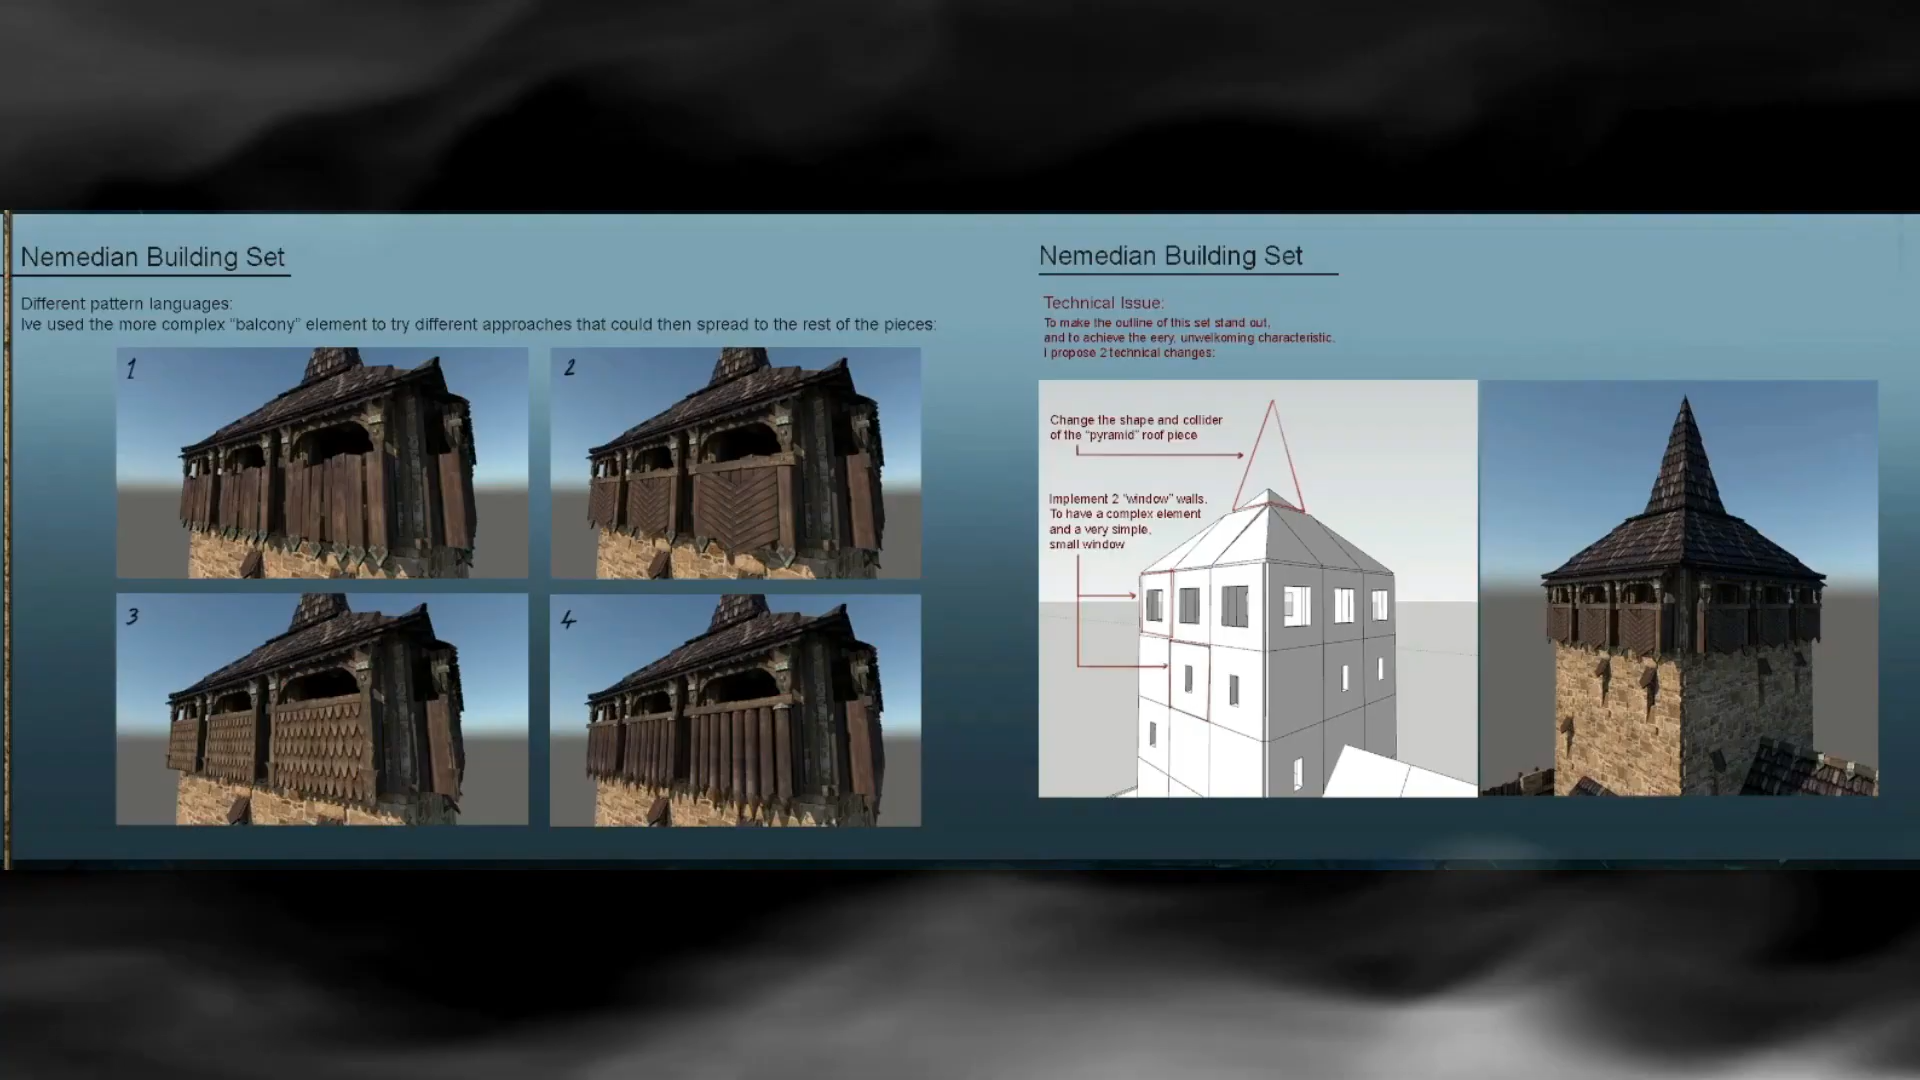 Nemedian Building Set
Different pattern languages:
Ive used the more complex “balcony” element to try different approaches that could then spread to the rest of the pieces:
1
2
3
4
Nemedian Building Set
Technical Issue:
To make the outline of this set stand out,
and to achieve the eery, unwelkoming characteristic.
I propose 2 technical changes:
Change the shape and collider
of the “pyramid” roof piece
Implement 2 “window” walls.
To have a complex element
and a very simple,
small window